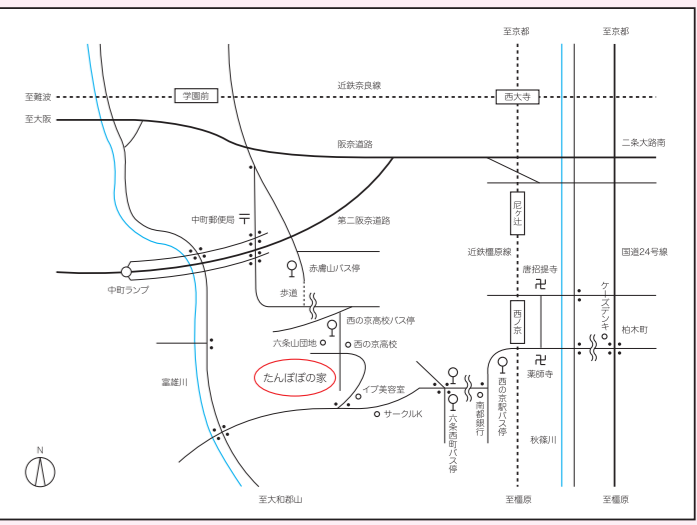 至京都
至京都
近鉄奈良線
至難波
学園前
西大寺
至大阪
阪奈道路
二条大路南
尼ヶ辻
中町郵便局
第二阪奈道路
近鉄橿原線
国道24号線
赤膚山バス停
唐招提寺
中町ランプ
歩道
ケーズデンキ
西の京高校バス停
西ノ京
柏木町
六条山団地
西の京高校
薬師寺
富雄川
たんぽぽの家
イブ美容室
サークルK
六条西町バス停
南都銀行
西の京駅バス停
秋篠川
N
至大和郡山
至橿原
至橿原